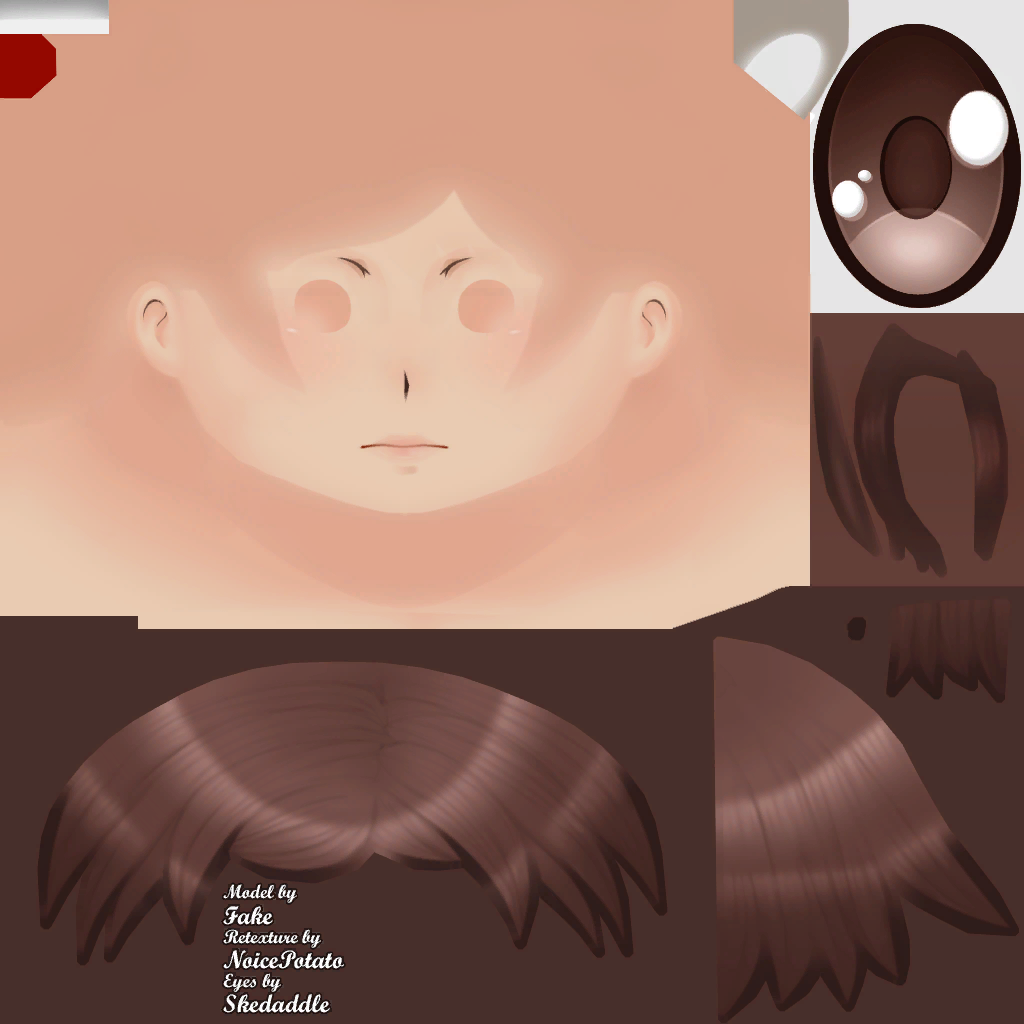 Model by
Fake
Retexture by
NoicePotato
Eyes by
Skedaddle